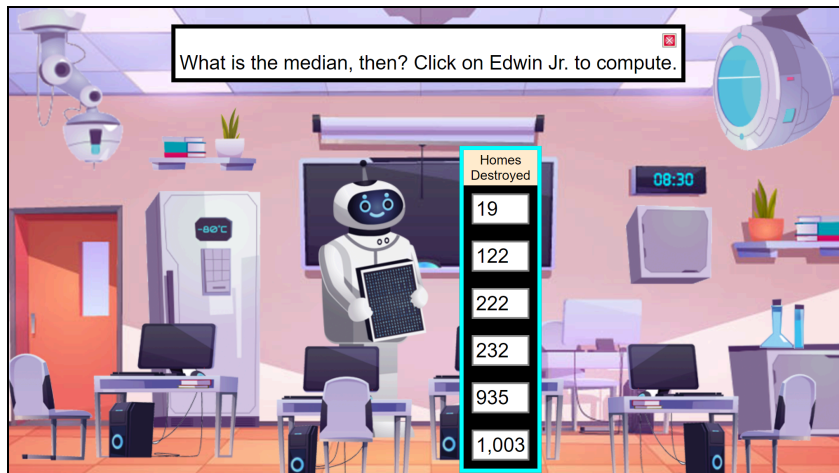 What is the median, then? Click on Edwin Jr. to compute.
Homes
Destroyed
19
122
222
232
935
1,003
-80°C
08:30